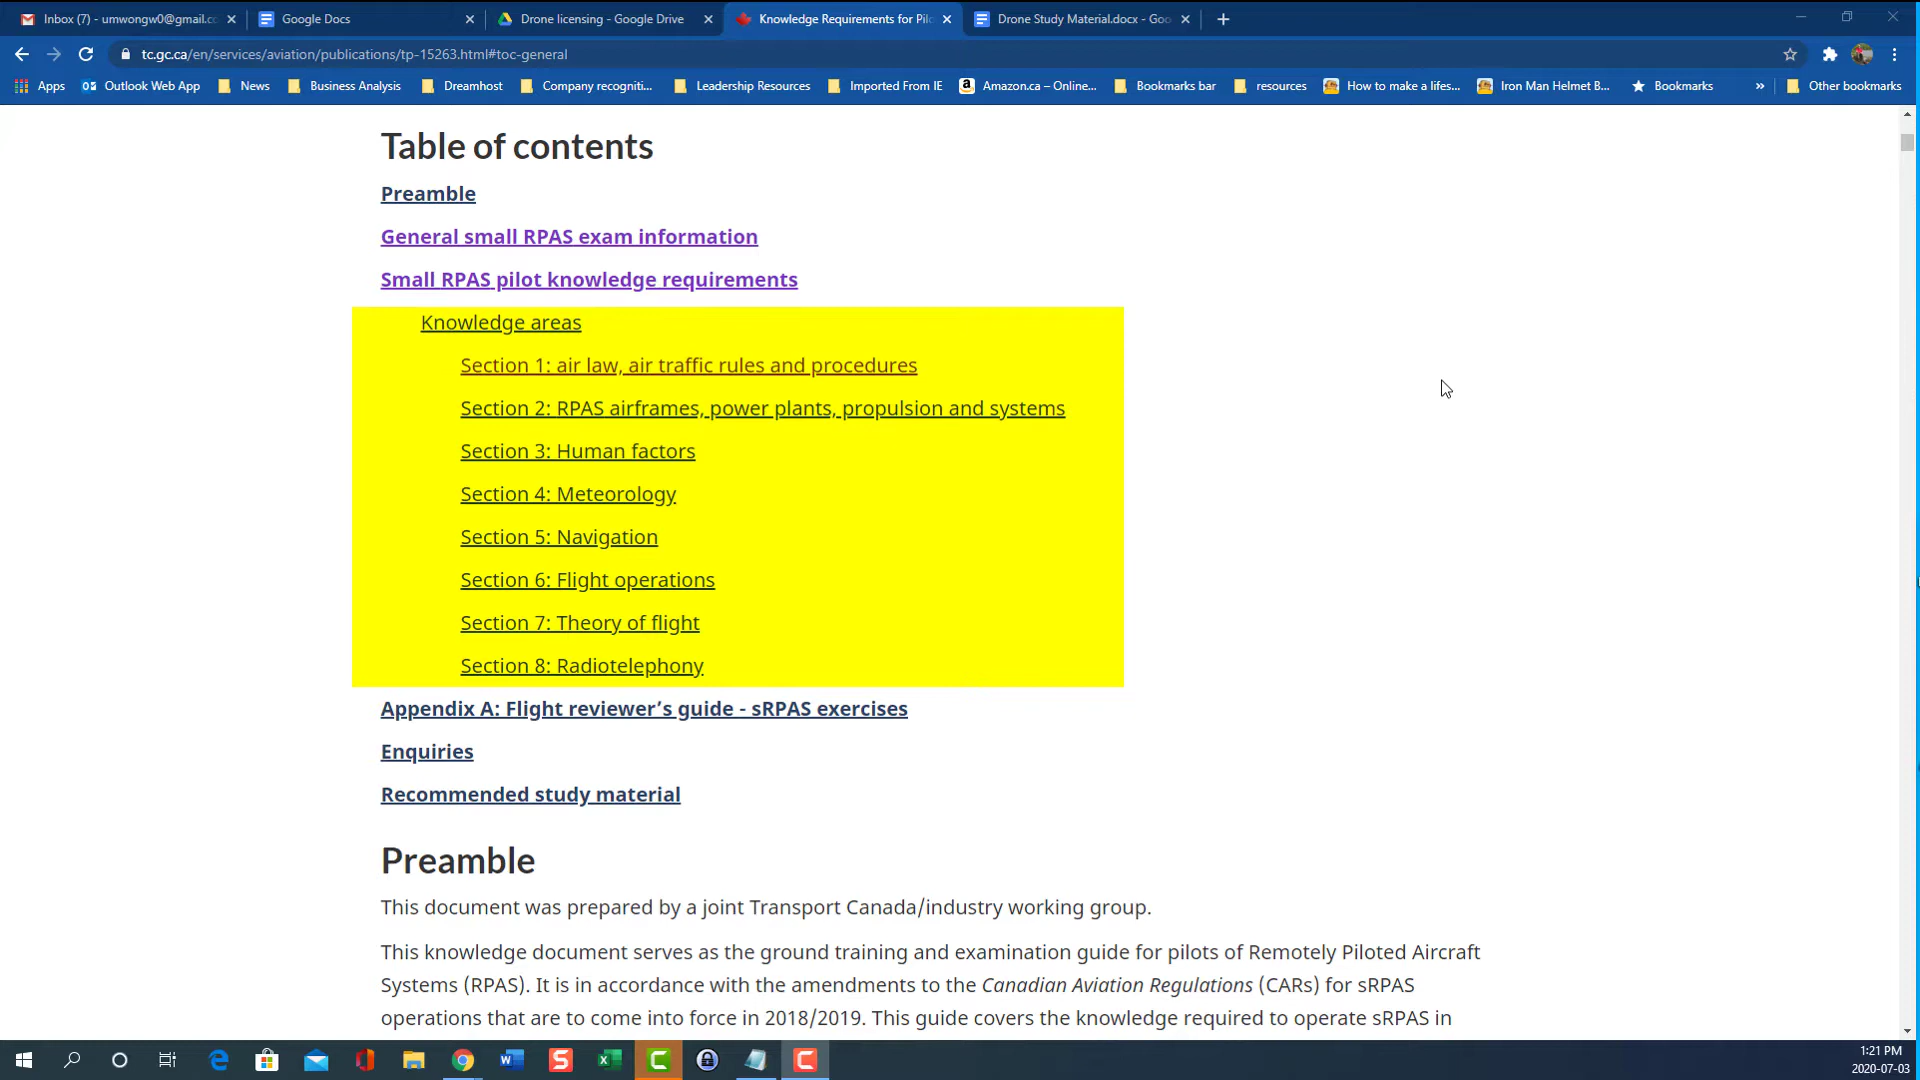 Inbox (7) - umwongw0@gmail.c
Google Docs
Drone licensing - Google Drive
Knowledge Requirements for Pil
Drone Study Material.docx - Goo
tc.gc.ca/en/services/aviation/publications/tp-15263.html#toc-general
Apps
Outlook Web App
News
Business Analysis
Dreamhost
Company recogniti...
Leadership Resources
Imported From IE
Amazon.ca – Online...
Bookmarks bar
resources
How to make a lifes...
Iron Man Helmet B...
Bookmarks
»
Other bookmarks
Table of contents
Preamble
General small RPAS exam information
Small RPAS pilot knowledge requirements
Knowledge areas
Section 1: air law, air traffic rules and procedures
Section 2: RPAS airframes, power plants, propulsion and systems
Section 3: Human factors
Section 4: Meteorology
Section 5: Navigation
Section 6: Flight operations
Section 7: Theory of flight
Section 8: Radiotelephony
Appendix A: Flight reviewer’s guide - sRPAS exercises
Enquiries
Recommended study material
Preamble
This document was prepared by a joint Transport Canada/industry working group.
This knowledge document serves as the ground training and examination guide for pilots of Remotely Piloted Aircraft
Systems (RPAS). It is in accordance with the amendments to the Canadian Aviation Regulations (CARs) for sRPAS
operations that are to come into force in 2018/2019. This guide covers the knowledge required to operate sRPAS in
1:21 PM
2020-07-03